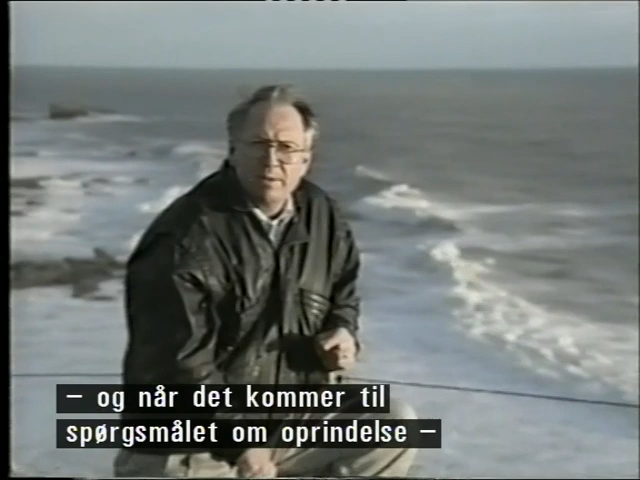 – og når det kommer til
spørgsmålet om oprindelse –